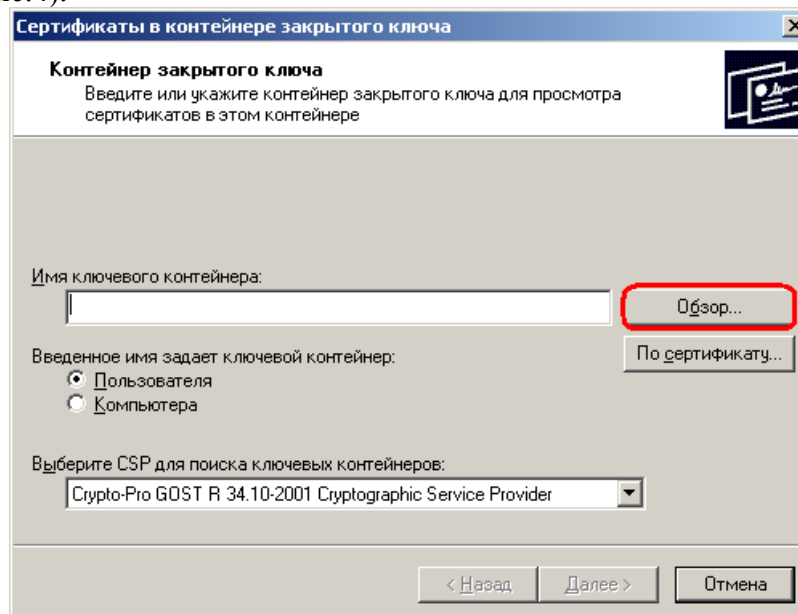 Сертификаты в контейнере закрытого ключа
Контейнер закрытого ключа
Введите или укажите контейнер закрытого ключа для просмотра
сертификатов в этом контейнере
Имя ключевого контейнера:
Обзор...
Введенное имя задает ключевой контейнер:
По сертификату...
Пользователя
Компьютера
Выберите CSP для поиска ключевых контейнеров:
Crypto-Pro GOST R 34.10-2001 Cryptographic Service Provider
< Назад
Далее >
Отмена